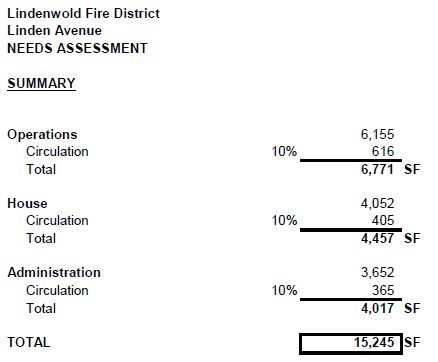 Lindenwold Fire District
Linden Avenue
NEEDS ASSESSMENT
SUMMARY
Operations 6,155
Circulation 10% 616
Total 6,771 SF
House 4,052
Circulation 10% 405
Total 4,457 SF
Administration 3,652
Circulation 10% 365
Total 4,017 SF
TOTAL 15,245 SF